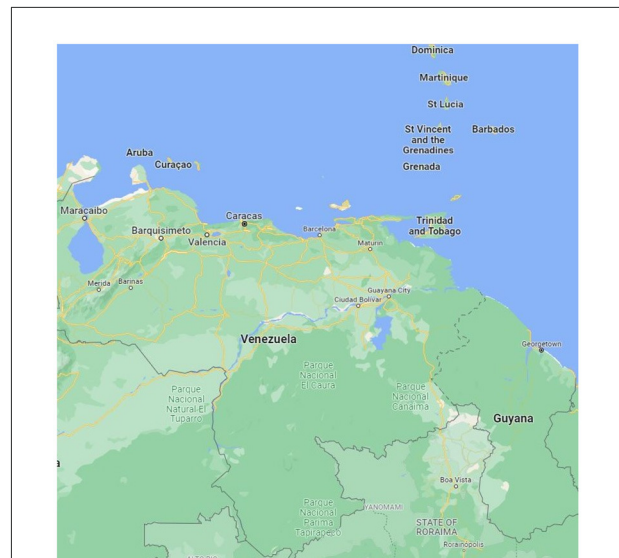 Dominica
Martinique
St Lucia
St Vincent
and the
Grenadines
Barbados
Grenada
Aruba
Curaçao
Maracaibo
Caracas
Barquisimeto
Valencia
Barcelona
Trinidad
and Tobago
Maturin
Merida
Barinas
Guayana City
Ciudad Bolívar
Venezuela
Georgetown
Parque
Nacional
El Caura
Parque
Nacional
Natural El
Tuparro
Parque
Nacional
Canaima
Guyana
a
Boa Vista
Parque
Nacional
Parima
Tapirapecó
YANOMAMI
STATE OF
RORAIMA
Rorainópolis